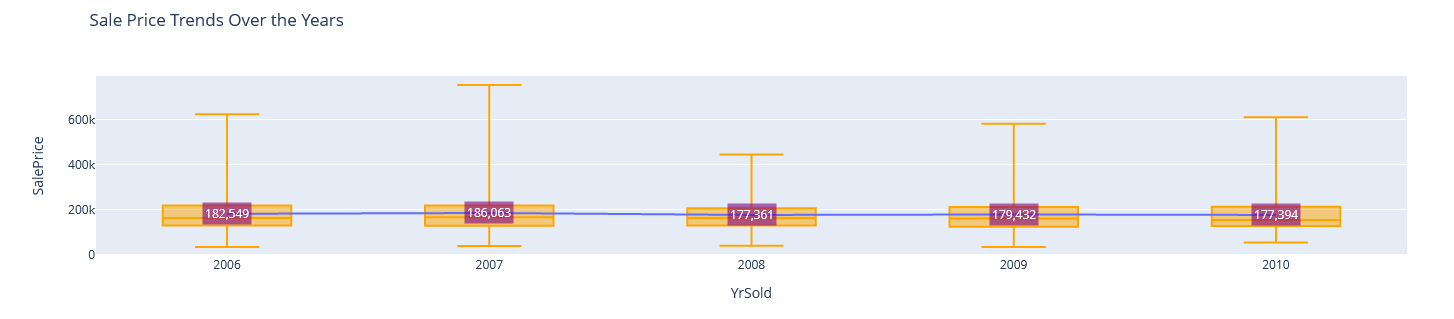 Sale Price Trends Over the Years
SalePrice
600k
400k
200k
0
182,549
186,063
177,361
179,432
177,394
2006
2007
2008
2009
2010
YrSold